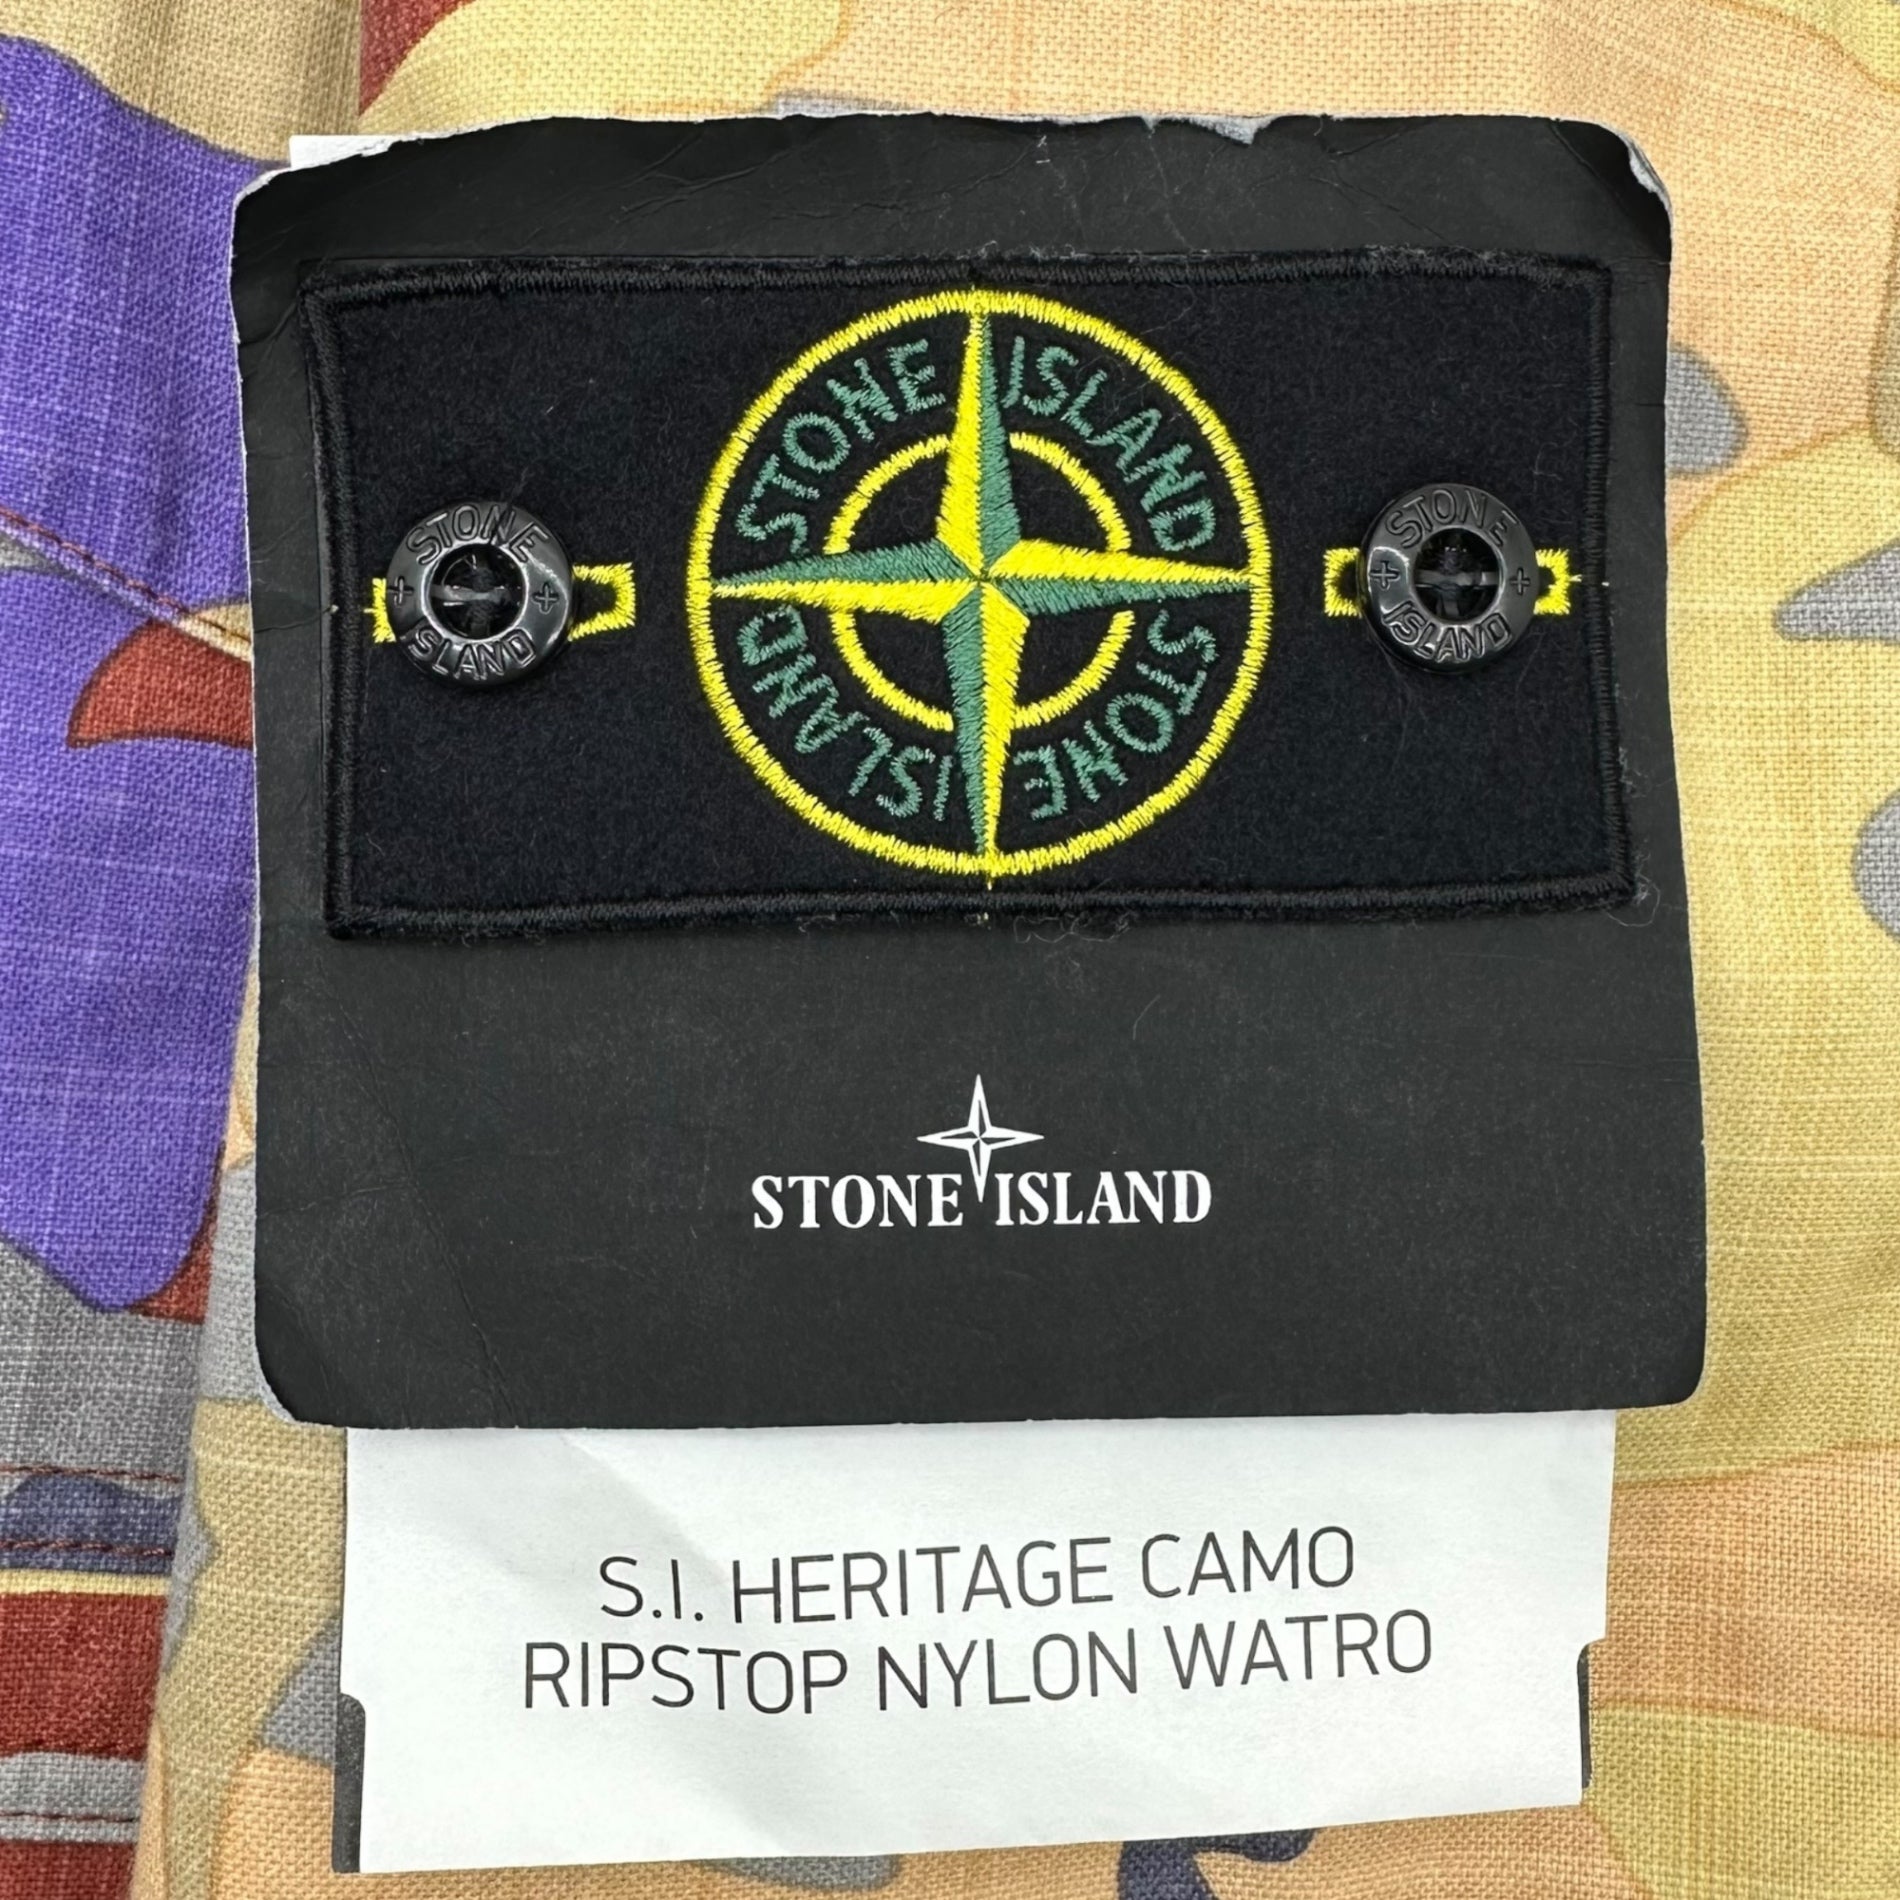 STONE ISLAND
STONE ISLAND
STONE
ISLAND
STONE
ISLAND
STONE ISLAND
S.I. HERITAGE CAMO
RIPSTOP NYLON WATRO